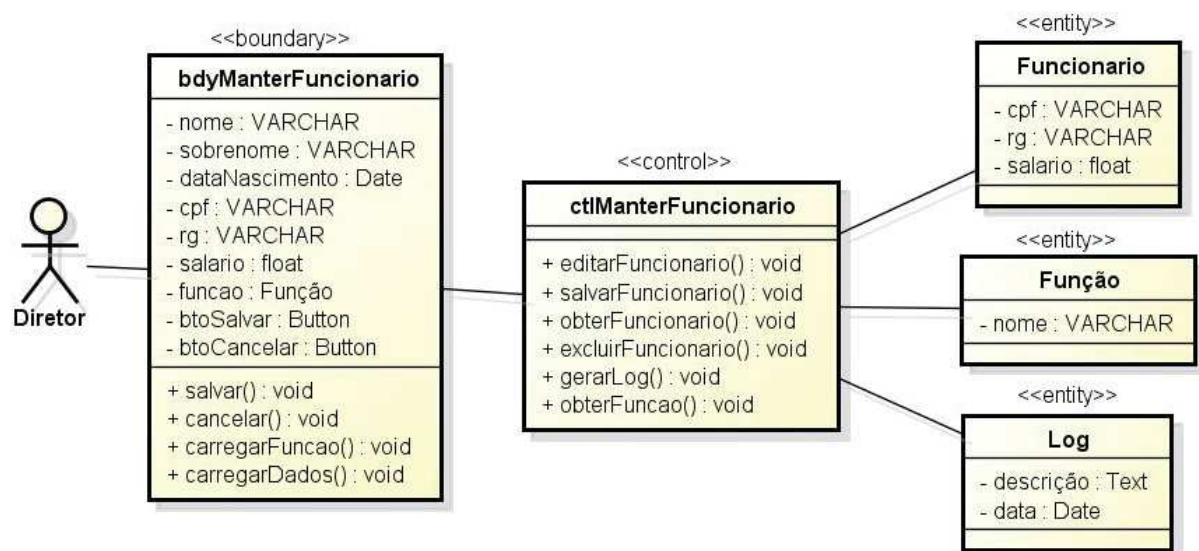 Diretor
<<boundary>>
bdyManterFuncionario
- nome : VARCHAR
- sobrenome : VARCHAR
- dataNascimento : Date
- cpf : VARCHAR
- rg : VARCHAR
- salario : float
- funcao : Função
- btoSalvar : Button
- btoCancelar : Button
+ salvar() : void
+ cancelar() : void
+ carregarFuncao() : void
+ carregarDados() : void
<<control>>
ctlManterFuncionario
+ editarFuncionario() : void
+ salvarFuncionario() : void
+ obterFuncionario() : void
+ excluirFuncionario() : void
+ gerarLog() : void
+ obterFuncao() : void
<<entity>>
Funcionario
- cpf : VARCHAR
- rg : VARCHAR
- salario : float
<<entity>>
Função
- nome : VARCHAR
<<entity>>
Log
- descrição : Text
- data : Date